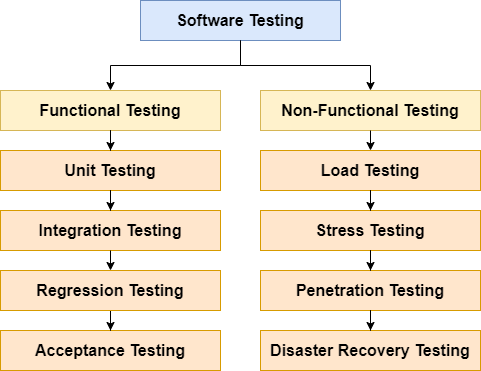 Software Testing
Functional Testing
Non-Functional Testing
Unit Testing
Load Testing
Integration Testing
Stress Testing
Regression Testing
Penetration Testing
Acceptance Testing
Disaster Recovery Testing